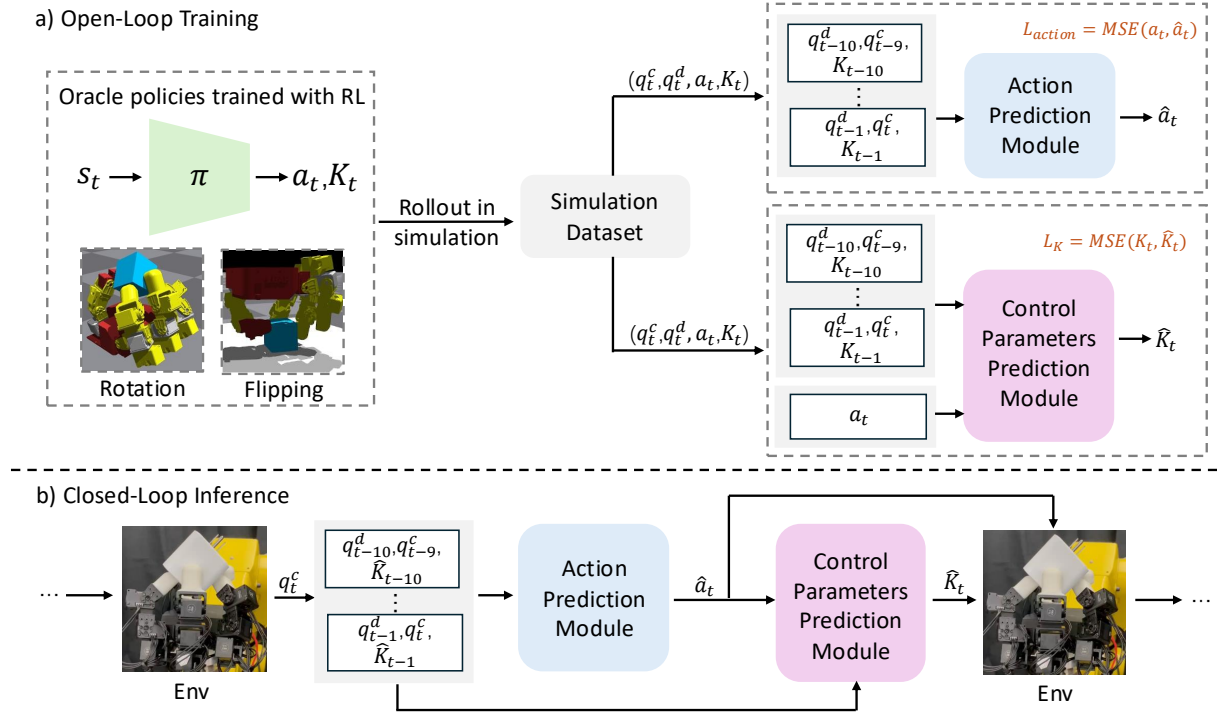 a) Open-Loop Training
Oracle policies trained with RL
s_t
π
a_t,K_t
Rotation
Flipping
Rollout in
simulation
Simulation
Dataset
(q_t^c,q_t^d,a_t,K_t)
(q_t^c,q_t^d,a_t,K_t)
q_{t-10}^d,q_{t-9}^c,
K_{t-10}
⋮
q_{t-1}^d,q_t^c,
K_{t-1}
L_{action} = MSE(a_t,â_t)
Action
Prediction
Module
â_t
q_{t-10}^d,q_{t-9}^c,
K_{t-10}
⋮
q_{t-1}^d,q_t^c,
K_{t-1}
a_t
L_K = MSE(K_t,K̂_t)
Control
Parameters
Prediction
Module
K̂_t
b) Closed-Loop Inference
...
Env
q_t^c
q_{t-10}^d,q_{t-9}^c,
K̂_{t-10}
⋮
q_{t-1}^d,q_t^c,
K̂_{t-1}
Action
Prediction
Module
â_t
Control
Parameters
Prediction
Module
K̂_t
Env
...